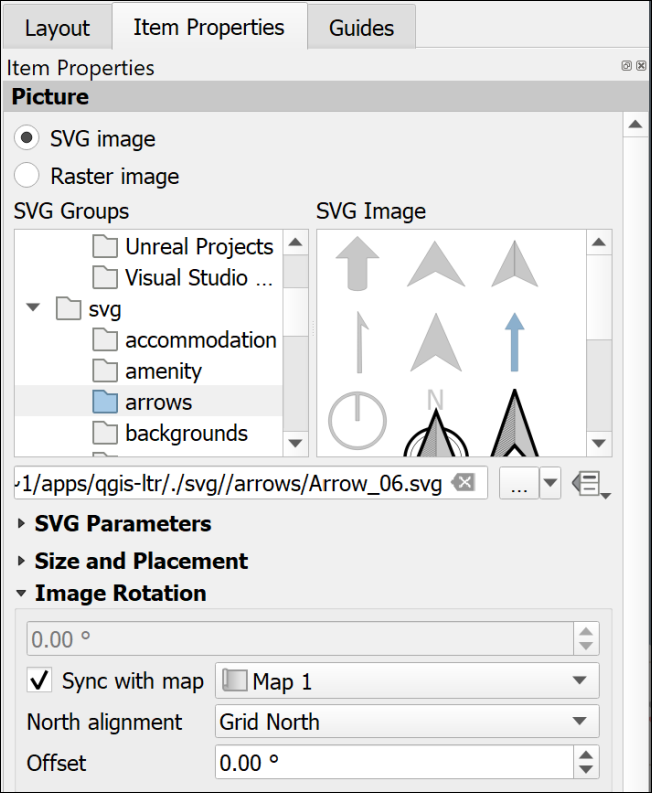 Layout Item Properties Guides
Item Properties
Picture
SVG image
Raster image
SVG Groups SVG Image
Unreal Projects
Visual Studio ...
svg
accommodation
amenity
arrows
backgrounds
N
1/apps/qgis-ltr/./svg//arrows/Arrow_06.svg ...
SVG Parameters
Size and Placement
Image Rotation
0.00 °
Sync with map Map 1
North alignment Grid North
Offset 0.00 °